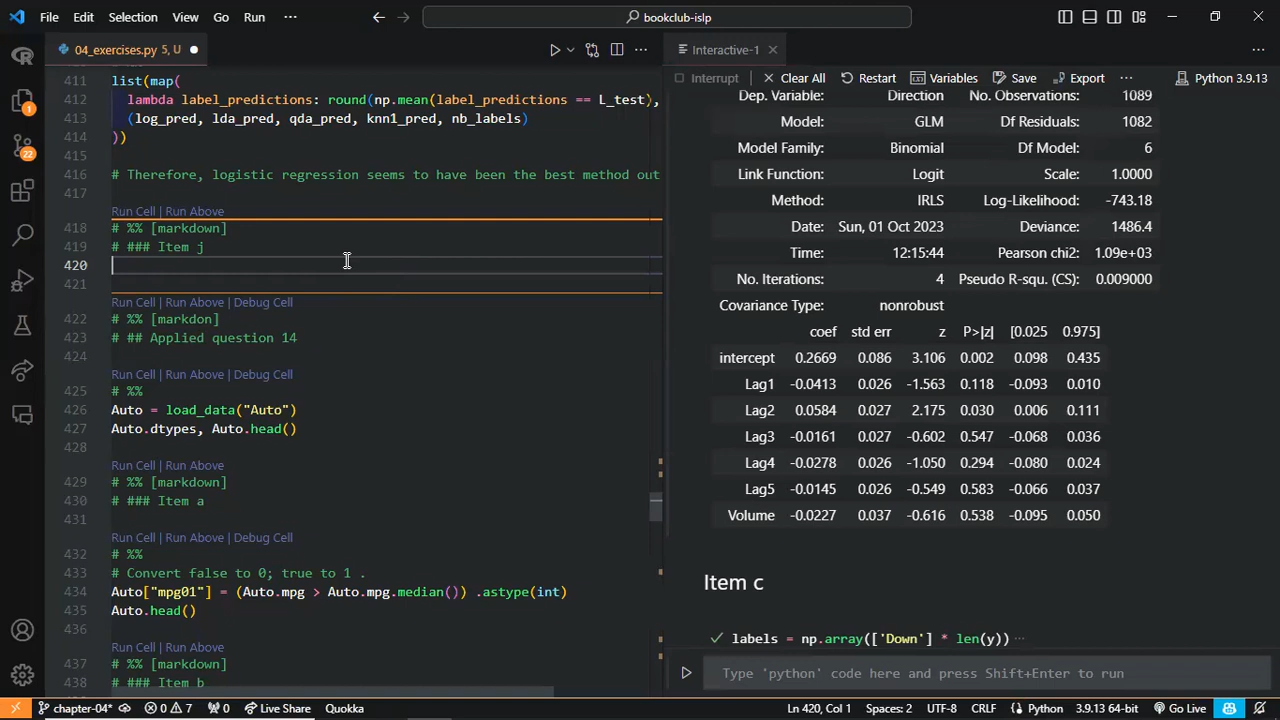 File Edit Selection View Go Run ··· bookclub-islp
04_exercises.py 5, U
Interactive-1
Interrupt Clear All Restart Variables Save Export ··· Python 3.9.13
411 list(map(
412 lambda label_predictions: round(np.mean(label_predictions == L_test),
413 (log_pred, lda_pred, qda_pred, knn1_pred, nb_labels)
414 ))
415
416 # Therefore, logistic regression seems to have been the best method out
417
Run Cell | Run Above
418 # %% [markdown]
419 # ### Item j
420
421
Run Cell | Run Above | Debug Cell
422 # %% [markdon]
423 # ## Applied question 14
424
Run Cell | Run Above | Debug Cell
425 # %%
426 Auto = load_data("Auto")
427 Auto.dtypes, Auto.head()
428
Run Cell | Run Above
429 # %% [markdown]
430 # ### Item a
431
Run Cell | Run Above | Debug Cell
432 # %%
433 # Convert false to 0; true to 1 .
434 Auto["mpg01"] = (Auto.mpg > Auto.mpg.median()) .astype(int)
435 Auto.head()
436
Run Cell | Run Above
437 # %% [markdown]
438 # ### Item b
Dep. Variable: Direction No. Observations: 1089
Model: GLM Df Residuals: 1082
Model Family: Binomial Df Model: 6
Link Function: Logit Scale: 1.0000
Method: IRLS Log-Likelihood: -743.18
Date: Sun, 01 Oct 2023 Deviance: 1486.4
Time: 12:15:44 Pearson chi2: 1.09e+03
No. Iterations: 4 Pseudo R-squ. (CS): 0.009000
Covariance Type: nonrobust
coef std err z P>|z| [0.025 0.975]
intercept 0.2669 0.086 3.106 0.002 0.098 0.435
Lag1 -0.0413 0.026 -1.563 0.118 -0.093 0.010
Lag2 0.0584 0.027 2.175 0.030 0.006 0.111
Lag3 -0.0161 0.027 -0.602 0.547 -0.068 0.036
Lag4 -0.0278 0.026 -1.050 0.294 -0.080 0.024
Lag5 -0.0145 0.026 -0.549 0.583 -0.066 0.037
Volume -0.0227 0.037 -0.616 0.538 -0.095 0.050
Item c
labels = np.array(['Down'] * len(y)) ···
Type 'python' code here and press Shift+Enter to run
1
22
chapter-04* 0 7 Live Share Quokka Ln 420, Col 1 Spaces: 2 UTF-8 CRLF Python 3.9.13 64-bit Go Live